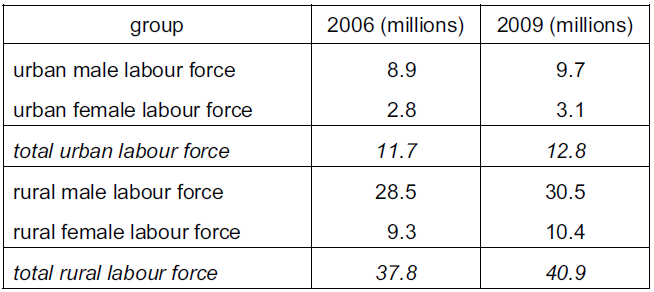 group 2006 (millions) 2009 (millions)
urban male labour force 8.9 9.7
urban female labour force 2.8 3.1
total urban labour force 11.7 12.8
rural male labour force 28.5 30.5
rural female labour force 9.3 10.4
total rural labour force 37.8 40.9